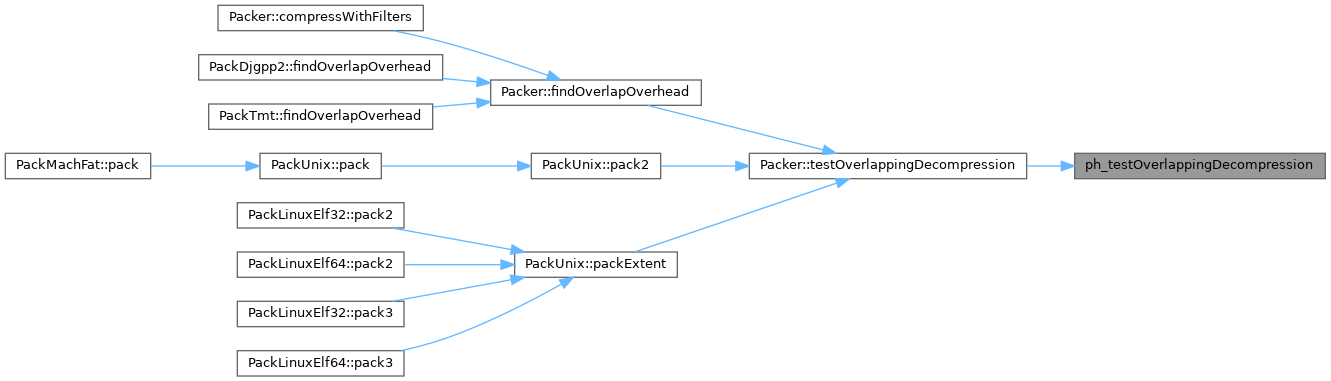 Packer::compressWithFilters
PackDjgpp2::findOverlapOverhead
Packer::findOverlapOverhead
PackTmt::findOverlapOverhead
PackMachFat::pack
PackUnix::pack
PackUnix::pack2
Packer::testOverlappingDecompression
ph_testOverlappingDecompression
PackLinuxElf32::pack2
PackLinuxElf64::pack2
PackUnix::packExtent
PackLinuxElf32::pack3
PackLinuxElf64::pack3